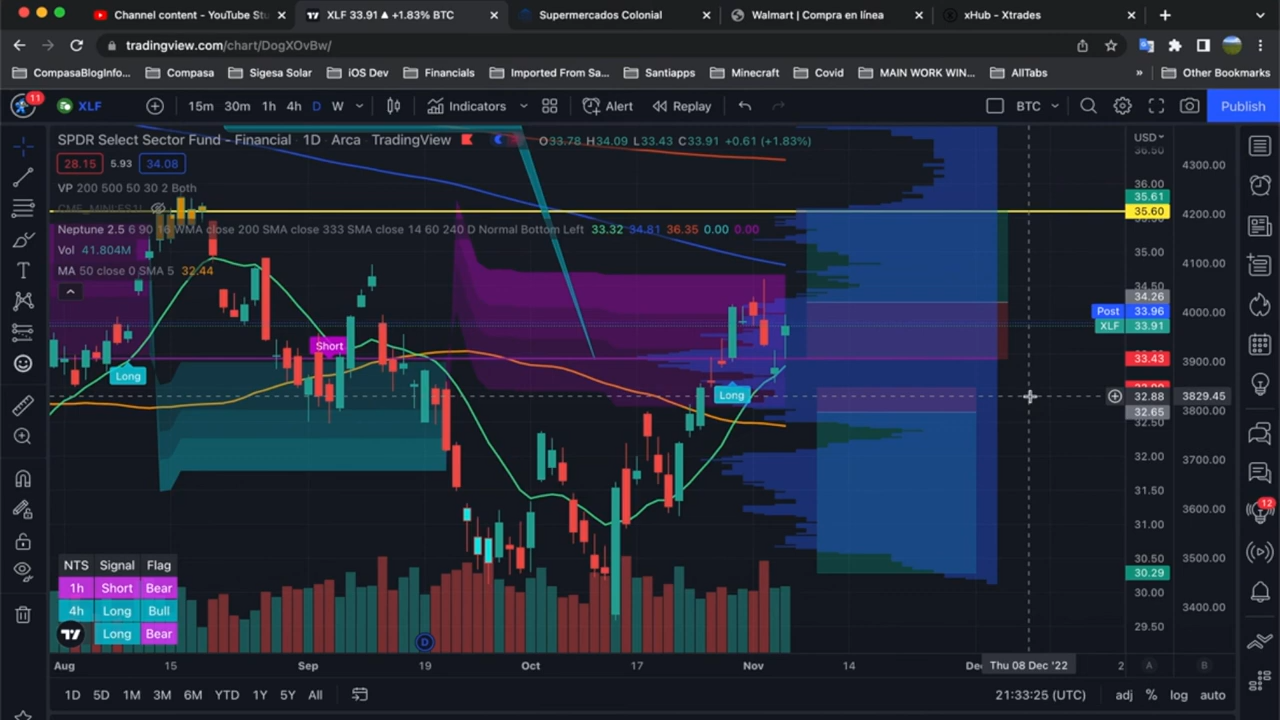 Channel content - YouTube Stu
XLF 33.91 ▲ +1.83% BTC
Supermercados Colonial
Walmart | Compra en línea
xHub - Xtrades
tradingview.com/chart/DogXOvBw/
CompasaBlogInfo...
Compasa
Sigesa Solar
iOS Dev
Financials
Imported From Sa...
Santiapps
Minecraft
Covid
MAIN WORK WIN...
AllTabs
»
Other Bookmarks
11
XLF
15m 30m 1h 4h D W
Indicators
Alert
Replay
BTC
Publish
SPDR Select Sector Fund - Financial · 1D · Arca TradingView
O33.78 H34.09 L33.43 C33.91 +0.61 (+1.83%)
28.15 5.93 34.08
VP 200 500 50 30 2 Both
CME_MINI:ES1!
Neptune 2.5 6 90 16 WMA close 200 SMA close 333 SMA close 14 60 240 D Normal Bottom Left 33.32 34.81 36.35 0.00 0.00
Vol 41.804M
MA 50 close 0 SMA 5 32.44
Long
Short
Long
NTS Signal Flag
1h Short Bear
4h Long Bull
Long Bear
D
USD
36.50
36.00
35.61
35.60
35.00
34.50
34.26
Post 33.96
XLF 33.91
33.43
32.88
32.65
32.50
32.00
31.50
31.00
30.50
30.29
30.00
29.50
4300.00
4200.00
4100.00
4000.00
3900.00
3829.45
3800.00
3700.00
3600.00
3500.00
3400.00
12
Aug 15 Sep 19 Oct 17 Nov 14 Dec Thu 08 Dec '22 2 A B
1D 5D 1M 3M 6M YTD 1Y 5Y All
21:33:25 (UTC)
adj % log auto